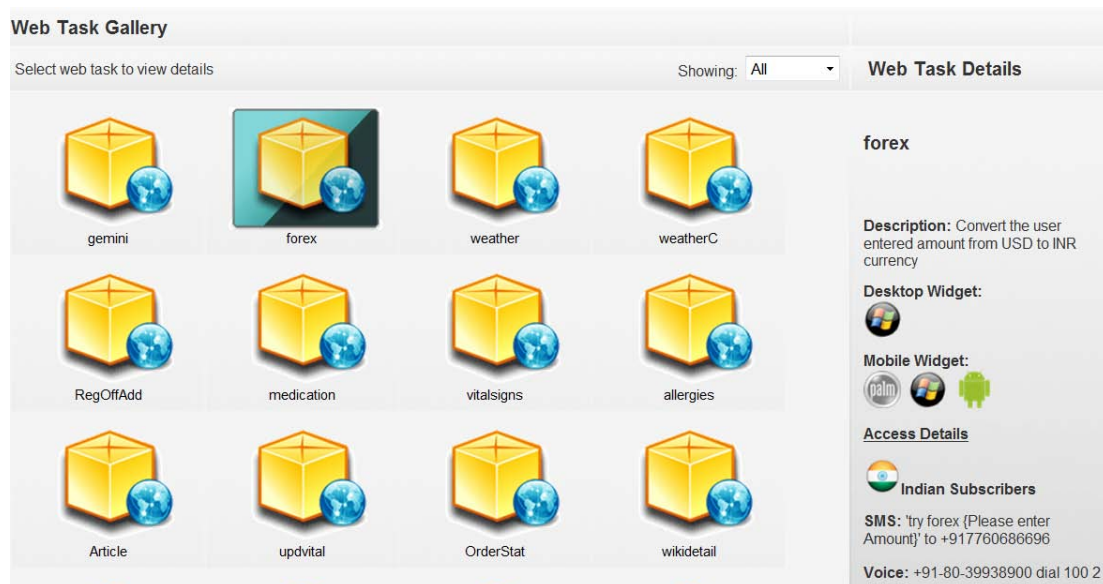 Web Task Gallery
Select web task to view details
Showing: All
gemini
forex
weather
weatherC
RegOffAdd
medication
vitalsigns
allergies
Article
updvital
OrderStat
wikidetail
Web Task Details
forex
Description: Convert the user
entered amount from USD to INR
currency
Desktop Widget:
Mobile Widget:
palm
Access Details
Indian Subscribers
SMS: 'try forex {Please enter
Amount}' to +917760686696
Voice: +91-80-39938900 dial 100 2